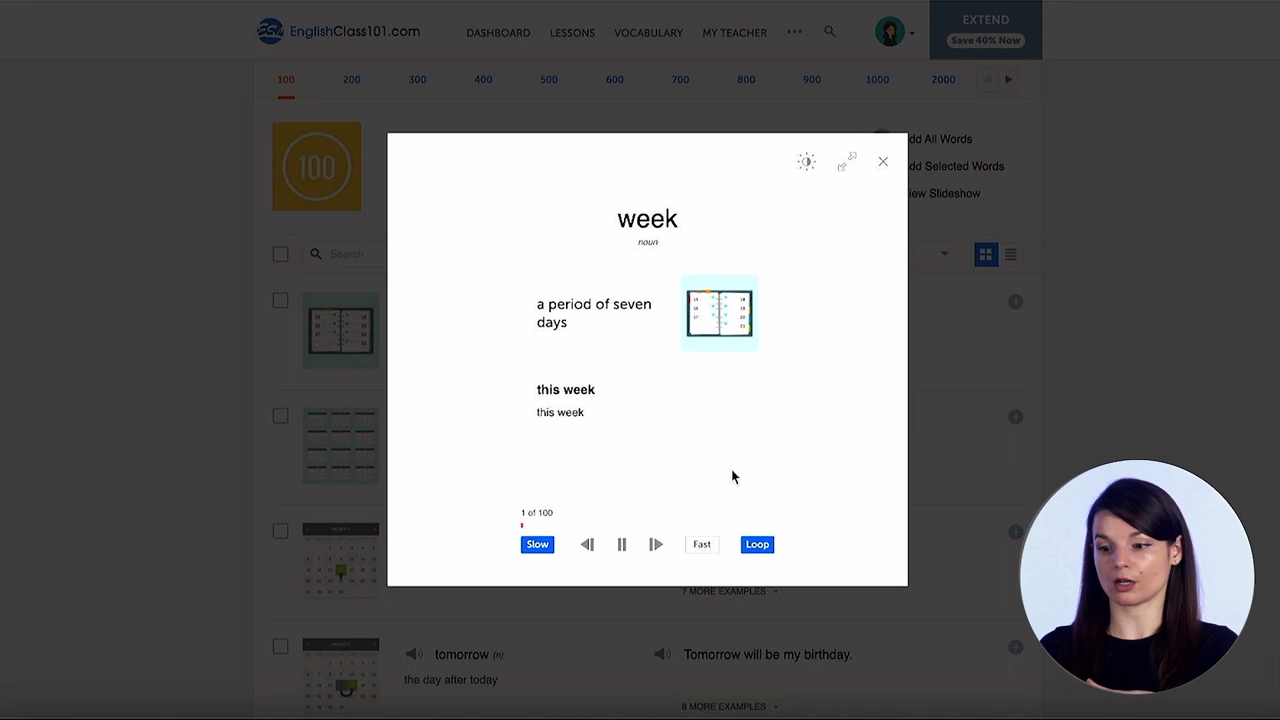 EnglishClass101.com
DASHBOARD
LESSONS
VOCABULARY
MY TEACHER
EXTEND
Save 40% Now
100
200
300
400
500
600
700
800
900
1000
2000
100
dd All Words
dd Selected Words
iew Slideshow
Search
week
noun
a period of seven
days
this week
this week
1 of 100
Slow
Fast
Loop
7 MORE EXAMPLES
tomorrow (n)
Tomorrow will be my birthday.
the day after today
8 MORE EXAMPLES